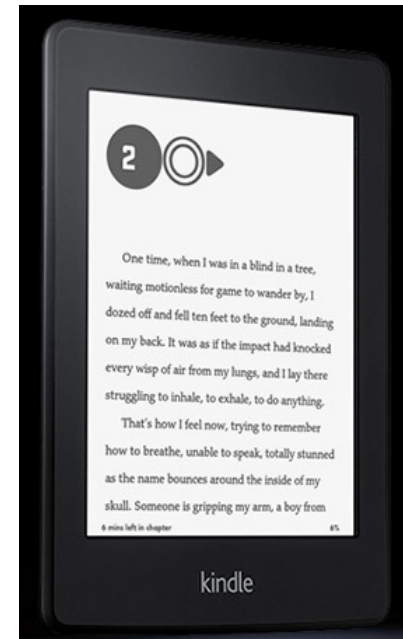 2
One time, when I was in a blind in a tree,
waiting motionless for game to wander by, I
dozed off and fell ten feet to the ground, landing
on my back. It was as if the impact had knocked
every wisp of air from my lungs, and I lay there
struggling to inhale, to exhale, to do anything.
That's how I feel now, trying to remember
how to breathe, unable to speak, totally stunned
as the name bounces around the inside of my
skull. Someone is gripping my arm, a boy from
6 mins left in chapter 6%
kindle